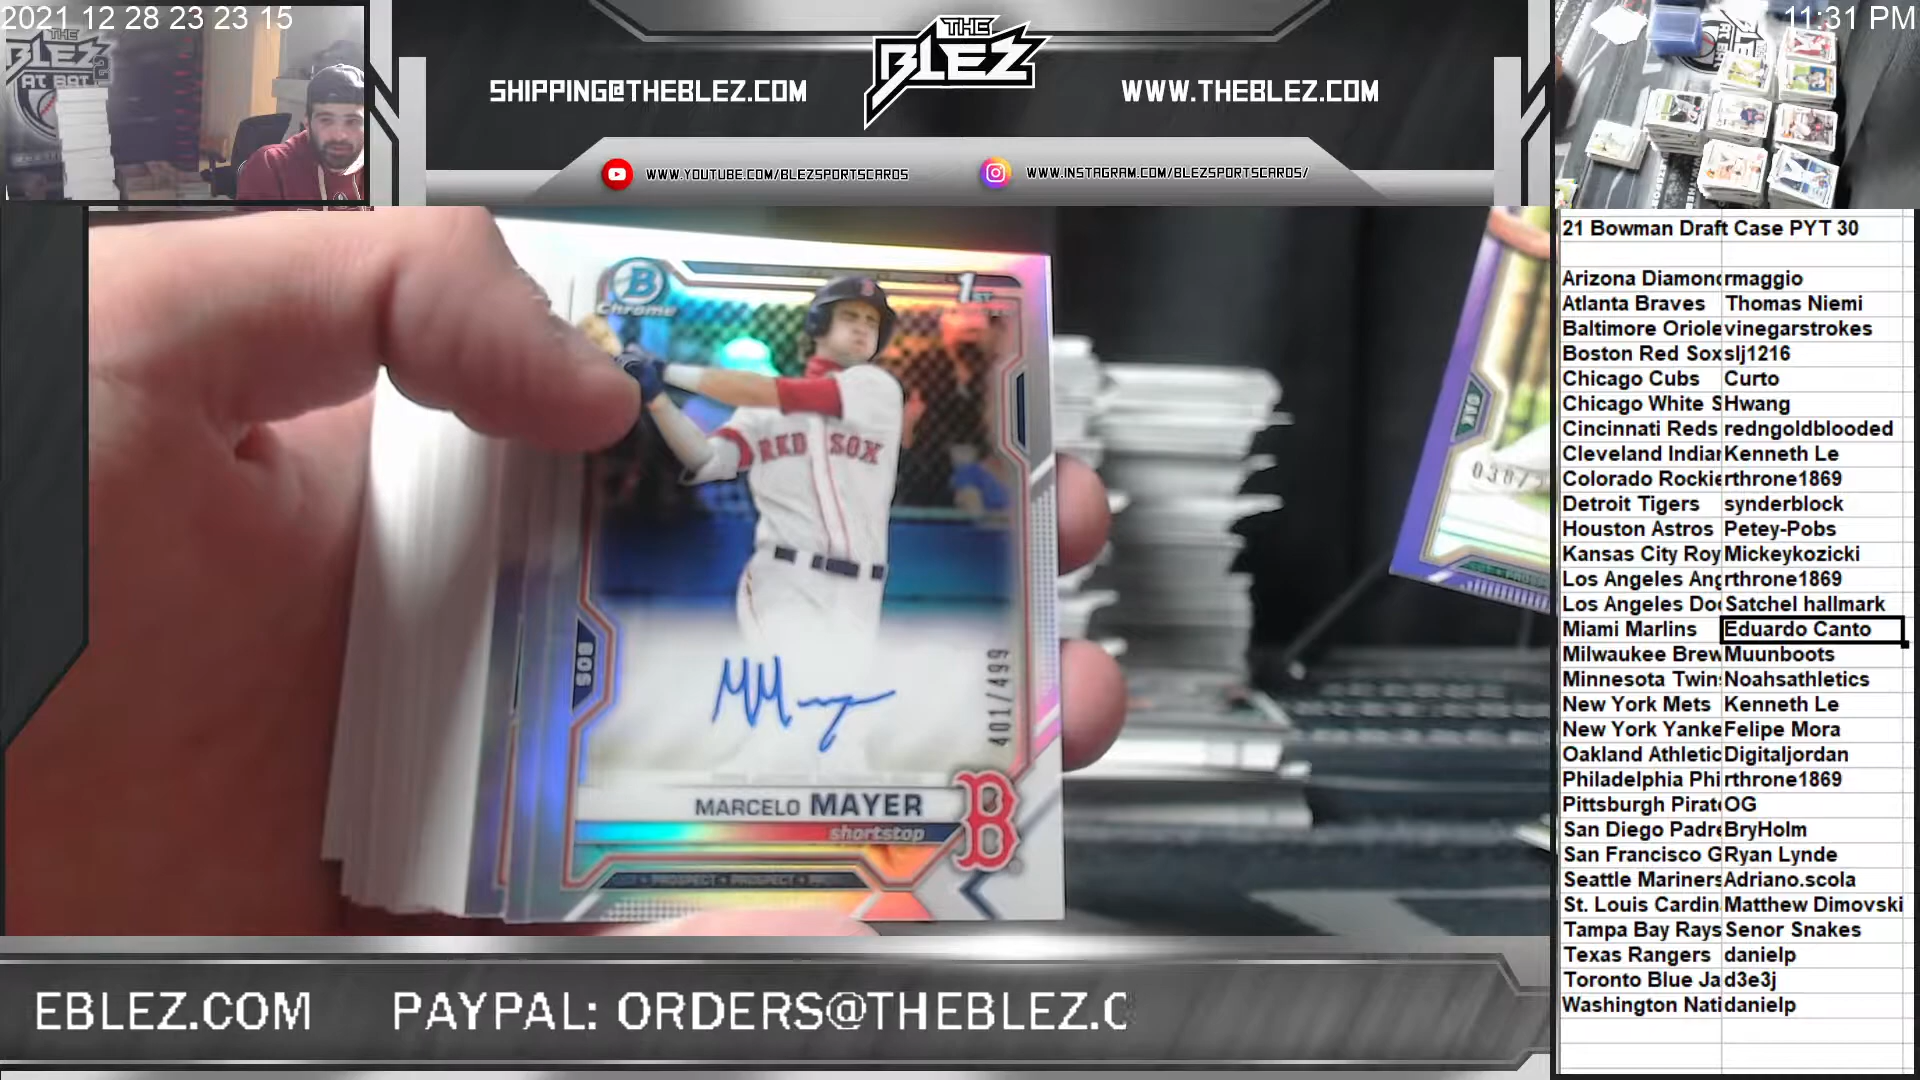 2021 12 28 23 23 15
THE
BLEZ
AT BAT
THE
BLEZ
SHIPPING@THEBLEZ.COM
WWW.THEBLEZ.COM
WWW.YOUTUBE.COM/BLEZSPORTSCARDS
WWW.INSTAGRAM.COM/BLEZSPORTSCARDS/
11:31 PM
B
Chrome
1ST
B
RED SOX
BOS
401/499
MARCELO MAYER
shortstop
B
PROSPECT • PROSPECT
OAK
EBLEZ.COM PAYPAL: ORDERS@THEBLEZ.C
21 Bowman Draft Case PYT 30
Arizona Diamond rmaggio
Atlanta Braves Thomas Niemi
Baltimore Oriole vinegarstrokes
Boston Red Sox slj1216
Chicago Cubs Curto
Chicago White S Hwang
Cincinnati Reds redngoldblooded
Cleveland Indian Kenneth Le
Colorado Rockie rthrone1869
Detroit Tigers synderblock
Houston Astros Petey-Pobs
Kansas City Roy Mickeykozicki
Los Angeles Ang rthrone1869
Los Angeles Dod Satchel hallmark
Miami Marlins Eduardo Canto
Milwaukee Brew Muunboots
Minnesota Twins Noahsathletics
New York Mets Kenneth Le
New York Yanke Felipe Mora
Oakland Athletic Digitaljordan
Philadelphia Phi rthrone1869
Pittsburgh Pirat OG
San Diego Padre BryHolm
San Francisco G Ryan Lynde
Seattle Mariners Adriano.scola
St. Louis Cardin Matthew Dimovski
Tampa Bay Rays Senor Snakes
Texas Rangers danielp
Toronto Blue Ja d3e3j
Washington Nati danielp